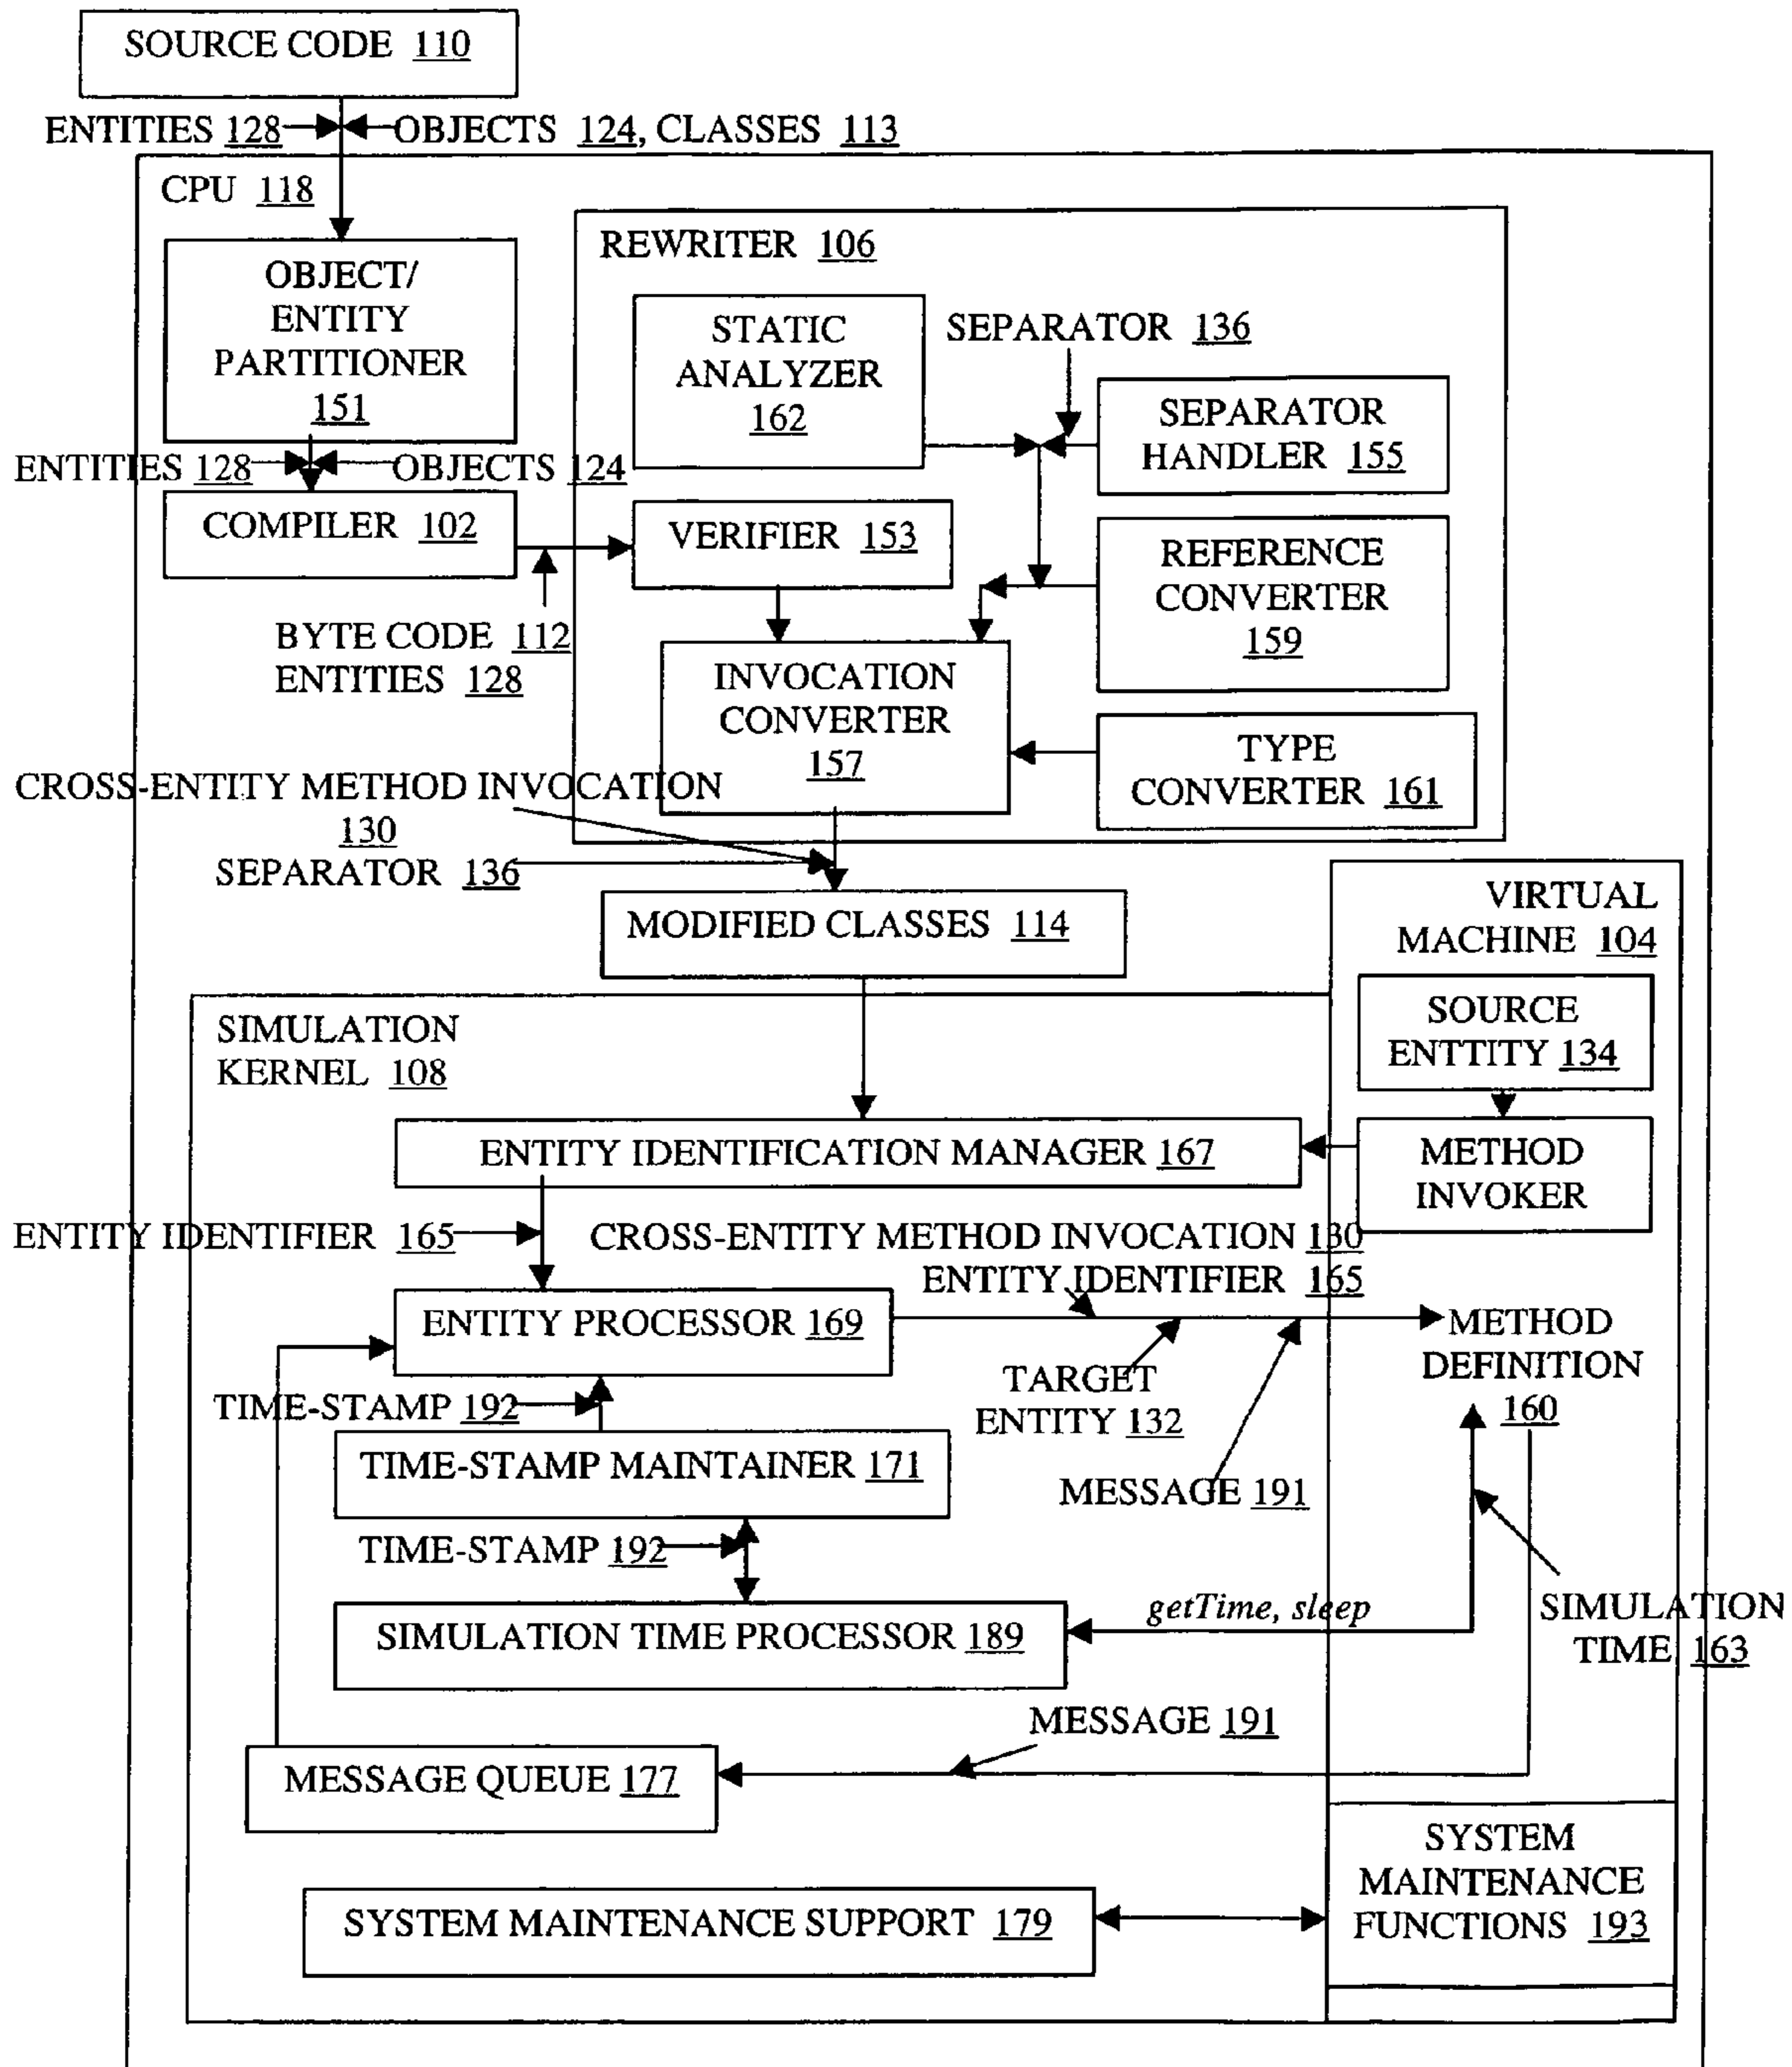 SOURCE CODE 110
ENTITIES 128
OBJECTS 124, CLASSES 113
CPU 118
OBJECT/
ENTITY
PARTITIONER
151
ENTITIES 128
OBJECTS 124
COMPILER 102
BYTE CODE 112
ENTITIES 128
REWRITER 106
STATIC
ANALYZER
162
SEPARATOR 136
SEPARATOR
HANDLER 155
VERIFIER 153
REFERENCE
CONVERTER
159
INVOCATION
CONVERTER
157
TYPE
CONVERTER 161
CROSS-ENTITY METHOD INVOCATION
130
SEPARATOR 136
MODIFIED CLASSES 114
VIRTUAL
MACHINE 104
SOURCE
ENTTITY 134
METHOD
INVOKER
SIMULATION
KERNEL 108
ENTITY IDENTIFICATION MANAGER 167
ENTITY IDENTIFIER 165
CROSS-ENTITY METHOD INVOCATION 130
ENTITY IDENTIFIER 165
ENTITY PROCESSOR 169
METHOD
DEFINITION
160
TARGET
ENTITY 132
TIME-STAMP 192
TIME-STAMP MAINTAINER 171
MESSAGE 191
TIME-STAMP 192
SIMULATION TIME PROCESSOR 189
getTime, sleep
SIMULATION
TIME 163
MESSAGE 191
MESSAGE QUEUE 177
SYSTEM
MAINTENANCE
FUNCTIONS 193
SYSTEM MAINTENANCE SUPPORT 179